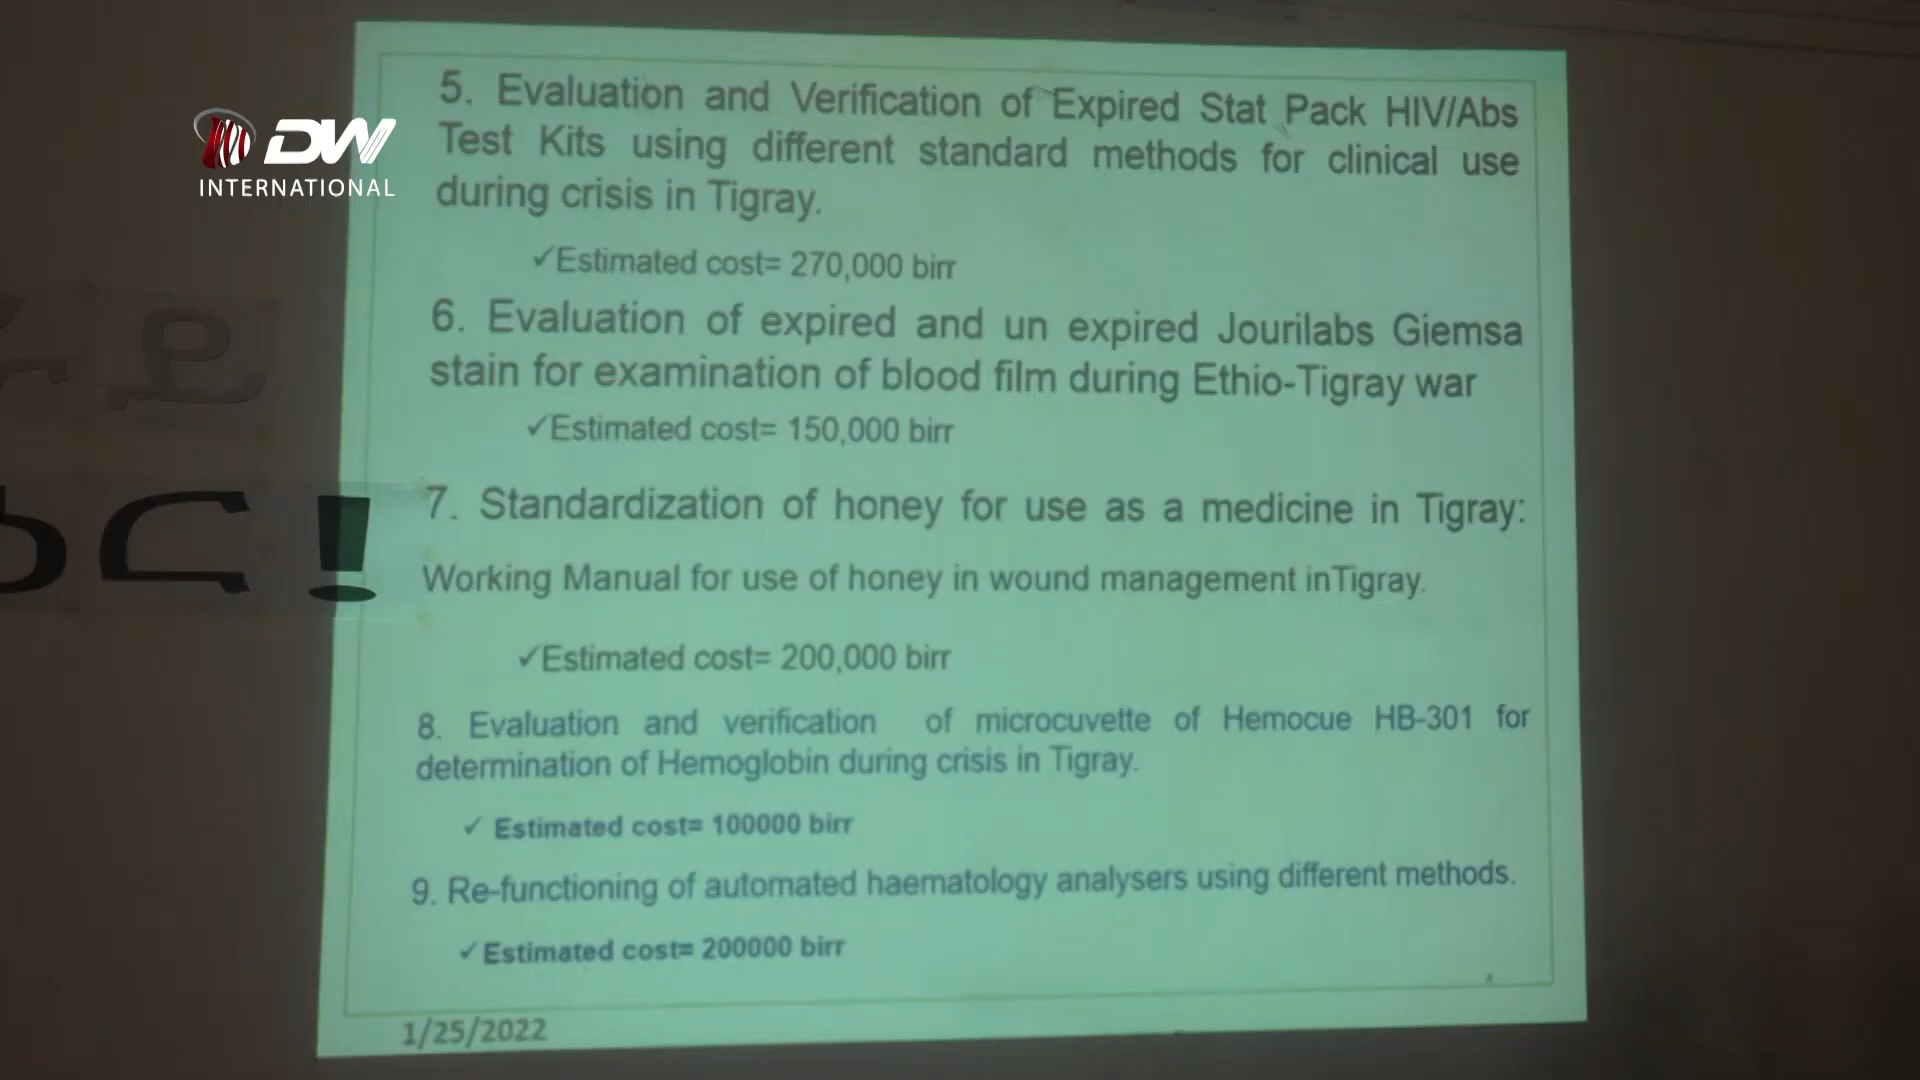 DW
INTERNATIONAL
5. Evaluation and Verification of Expired Stat Pack HIV/Abs
Test Kits using different standard methods for clinical use
during crisis in Tigray.
✓Estimated cost= 270,000 birr
6. Evaluation of expired and un expired Jourilabs Giemsa
stain for examination of blood film during Ethio-Tigray war
✓Estimated cost= 150,000 birr
7. Standardization of honey for use as a medicine in Tigray:
Working Manual for use of honey in wound management inTigray.
✓Estimated cost= 200,000 birr
8. Evaluation and verification of microcuvette of Hemocue HB-301 for
determination of Hemoglobin during crisis in Tigray.
✓ Estimated cost= 100000 birr
9. Re-functioning of automated haematology analysers using different methods.
✓ Estimated cost= 200000 birr
4
1/25/2022